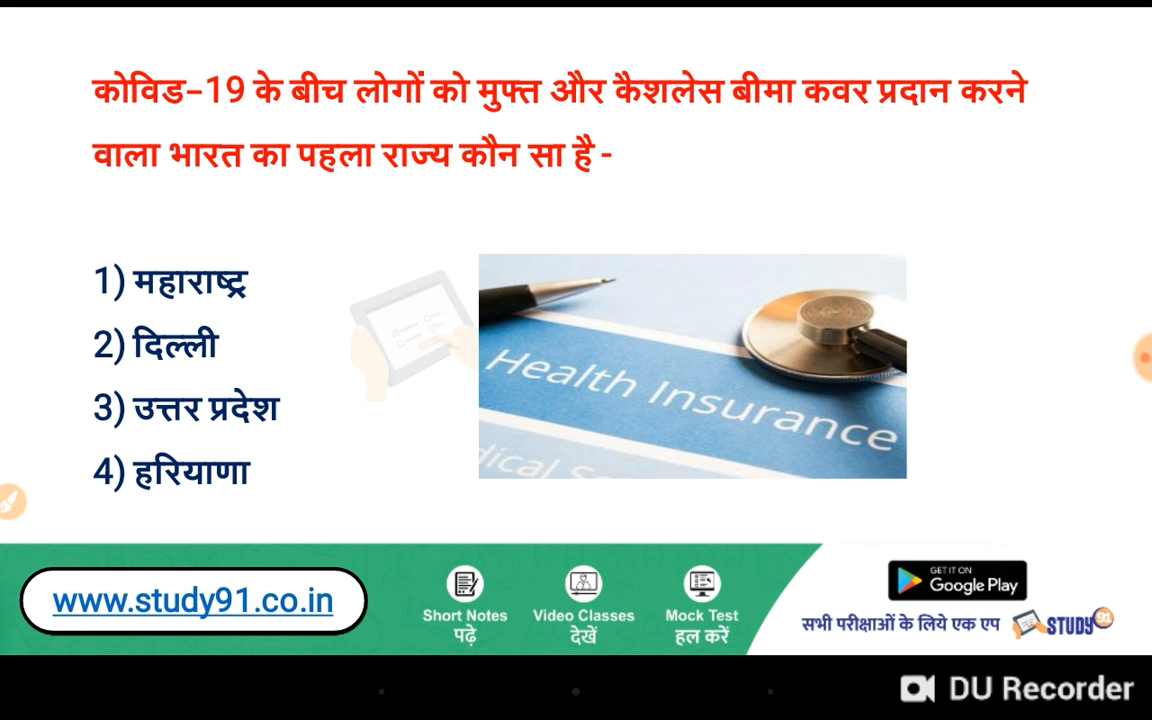 कोविड–19 के बीच लोगों को मुफ्त और कैशलेस बीमा कवर प्रदान करने
वाला भारत का पहला राज्य कौन सा है -
1) महाराष्ट्र
2) दिल्ली
3) उत्तर प्रदेश
4) हरियाणा
Health Insurance
www.study91.co.in
Short Notes
पढ़े
Video Classes
देखें
Mock Test
हल करें
GET IT ON
Google Play
सभी परीक्षाओं के लिये एक एप
STUDY 91
DU Recorder